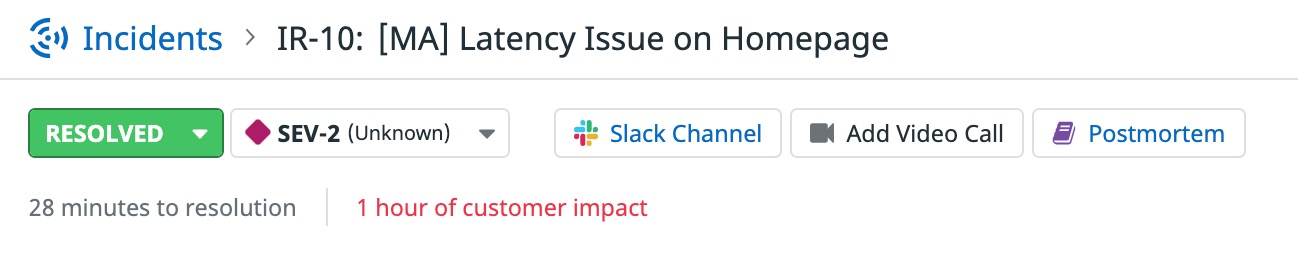 Incidents > IR-10: [MA] Latency Issue on Homepage
RESOLVED SEV-2 (Unknown) Slack Channel Add Video Call Postmortem
28 minutes to resolution 1 hour of customer impact